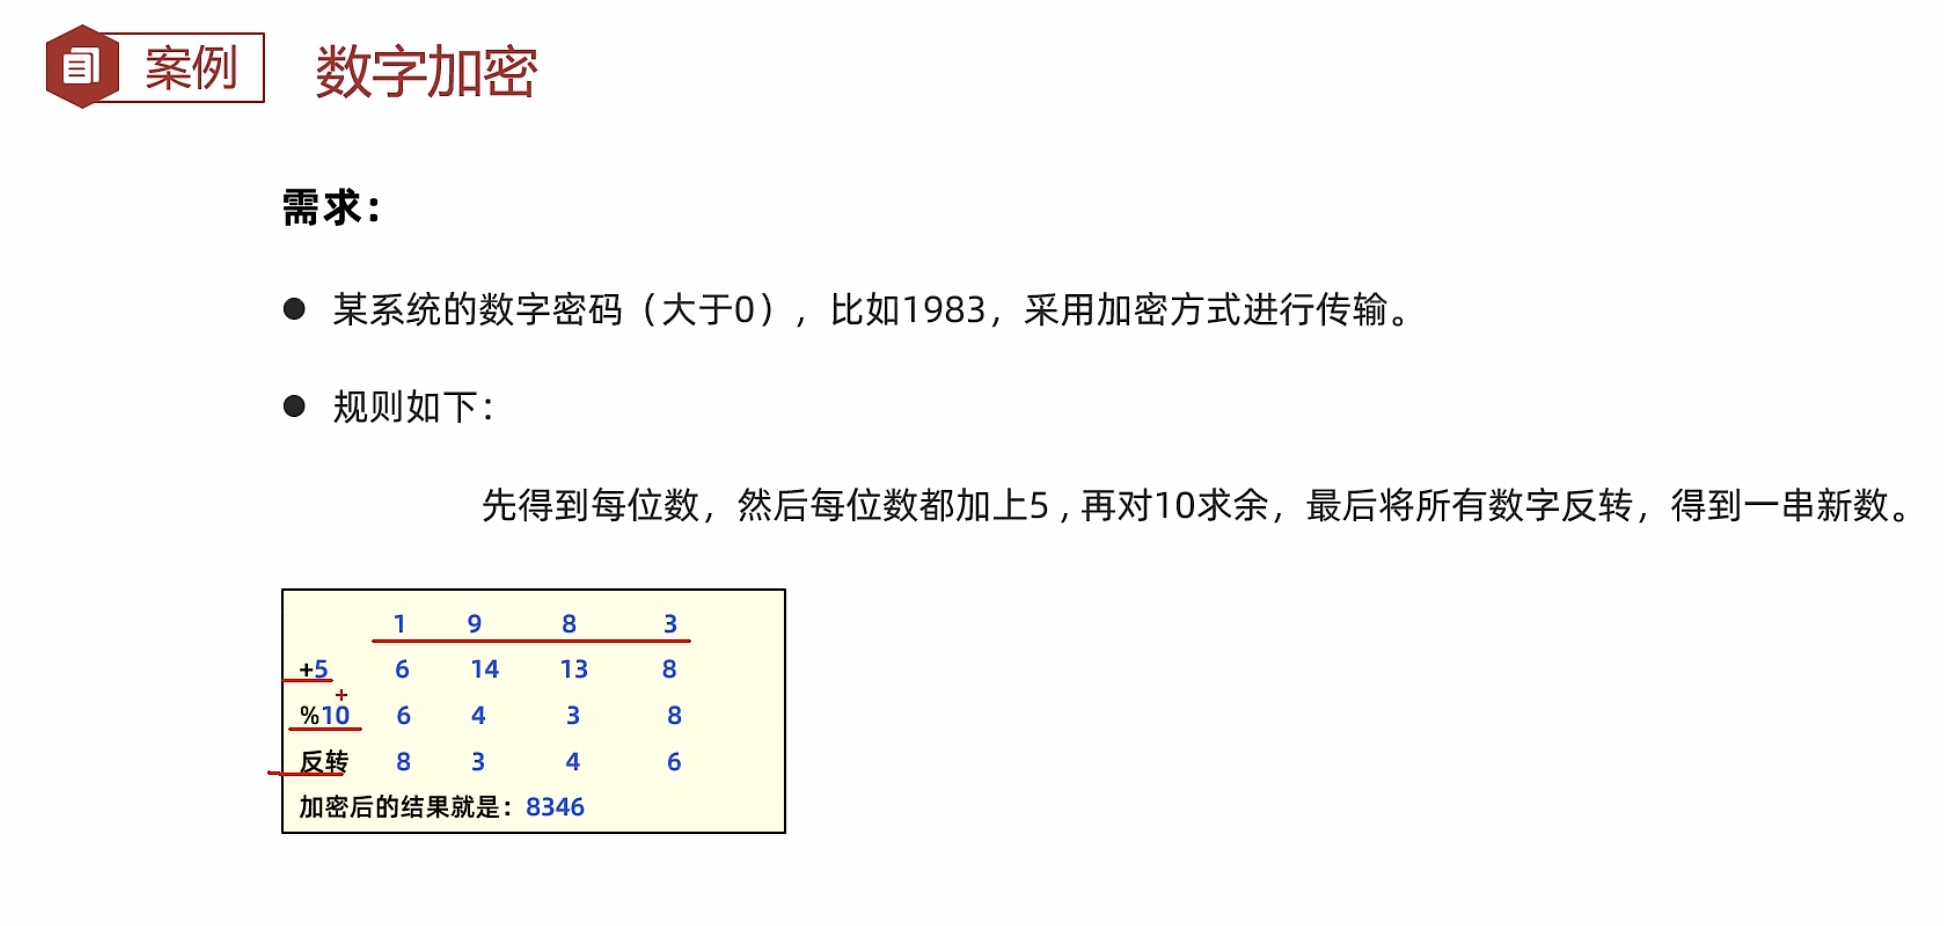 案例 数字加密
需求：
● 某系统的数字密码（大于0），比如1983，采用加密方式进行传输。
● 规则如下：
先得到每位数，然后每位数都加上5 , 再对10求余，最后将所有数字反转，得到一串新数。
1 9 8 3
+5 6 14 13 8
+
%10 6 4 3 8
反转 8 3 4 6
加密后的结果就是：8346